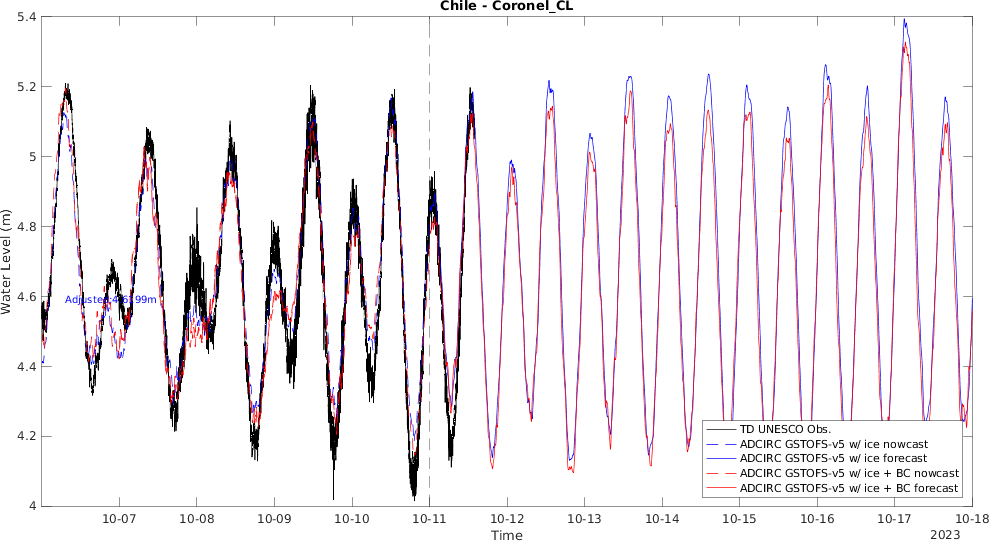 Chile - Coronel_CL
5.4
5.2
5
4.8
4.6
4.4
4.2
4
Water Level (m)
TD UNESCO Obs.
ADCIRC GSTOFS-v5 w/ ice nowcast
ADCIRC GSTOFS-v5 w/ ice forecast
ADCIRC GSTOFS-v5 w/ ice + BC nowcast
ADCIRC GSTOFS-v5 w/ ice + BC forecast
10-07 10-08 10-09 10-10 10-11 10-12 10-13 10-14 10-15 10-16 10-17 10-18
Time
2023